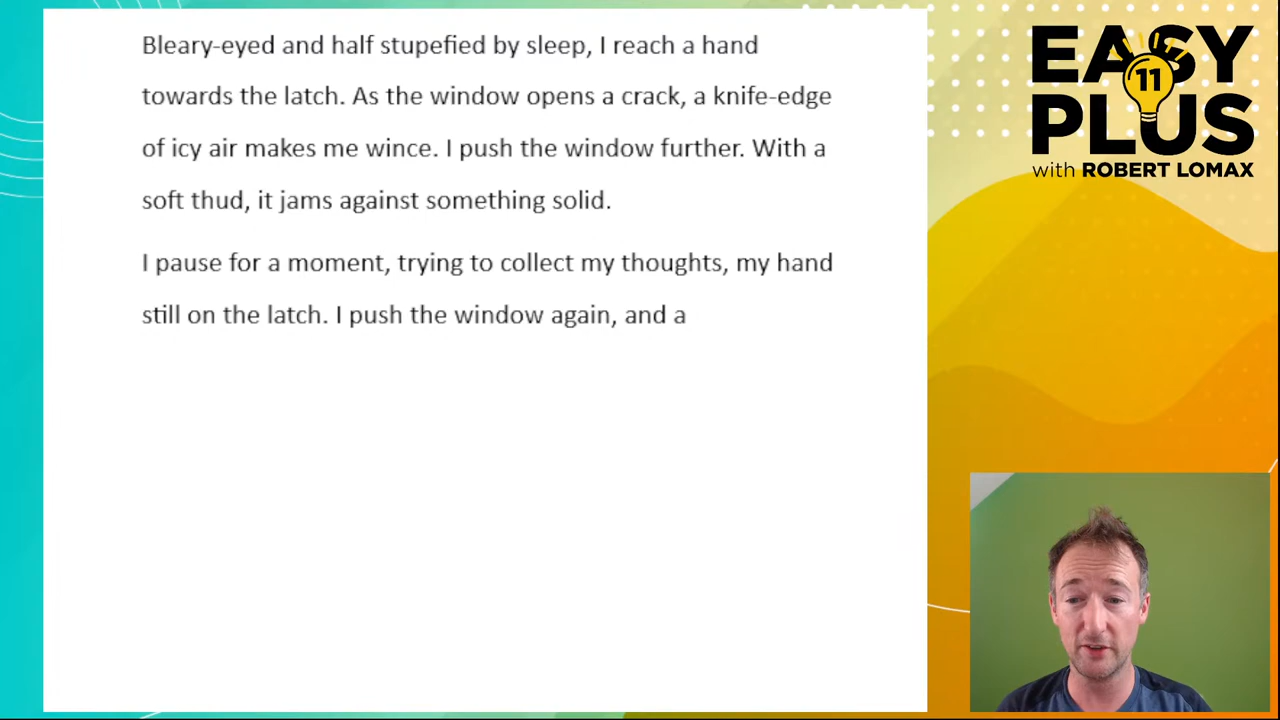 Bleary-eyed and half stupefied by sleep, I reach a hand
towards the latch. As the window opens a crack, a knife-edge
of icy air makes me wince. I push the window further. With a
soft thud, it jams against something solid.
I pause for a moment, trying to collect my thoughts, my hand
still on the latch. I push the window again, and a
EASY
11
PLUS
with ROBERT LOMAX